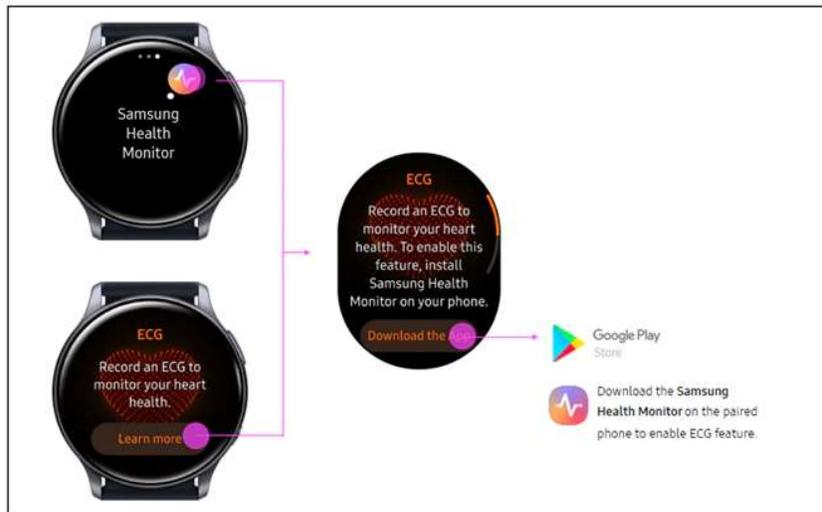 Samsung
Health
Monitor
ECG
Record an ECG to
monitor your heart
health.
Learn more
ECG
Record an ECG to
monitor your heart
health. To enable this
feature, install
Samsung Health
Monitor on your phone.
Download the App
Google Play
Store
Download the Samsung
Health Monitor on the paired
phone to enable ECG feature.